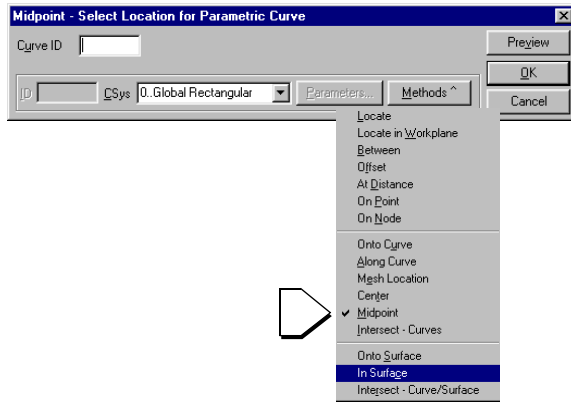 Midpoint - Select Location for Parametric Curve
Curve ID
Preview
OK
ID CSys 0..Global Rectangular Parameters... Methods ^
Cancel
Locate
Locate in Workplane
Between
Offset
At Distance
On Point
On Node
Onto Curve
Along Curve
Mesh Location
Center
Midpoint
Intersect - Curves
Onto Surface
In Surface
Intersect - Curve/Surface